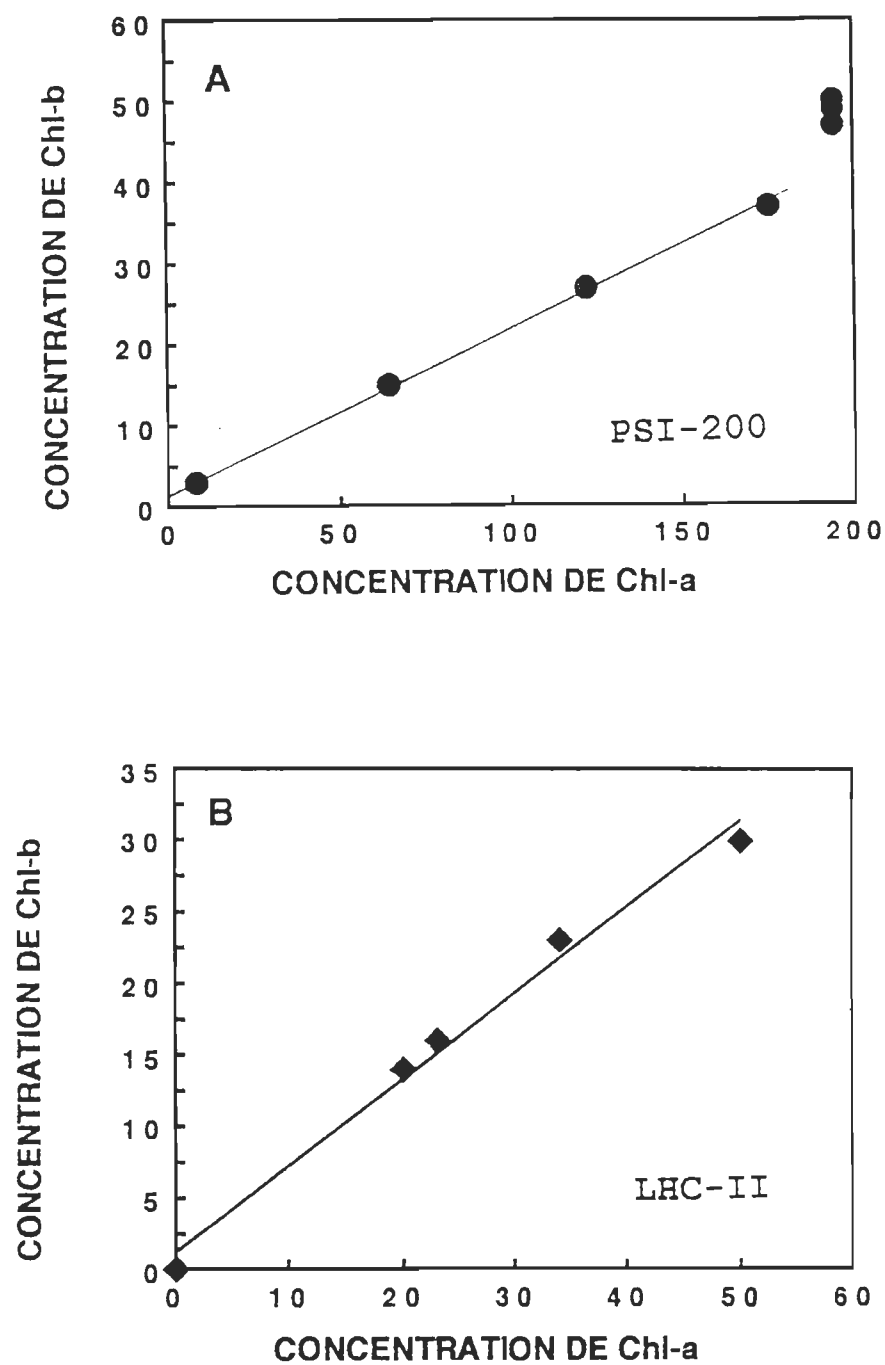 A
CONCENTRATION DE Chl-b
60
50
40
30
20
10
0
PSI-200
0 50 100 150 200
CONCENTRATION DE Chl-a
B
CONCENTRATION DE Chl-b
35
30
25
20
15
10
5
0
LHC-II
0 10 20 30 40 50 60
CONCENTRATION DE Chl-a